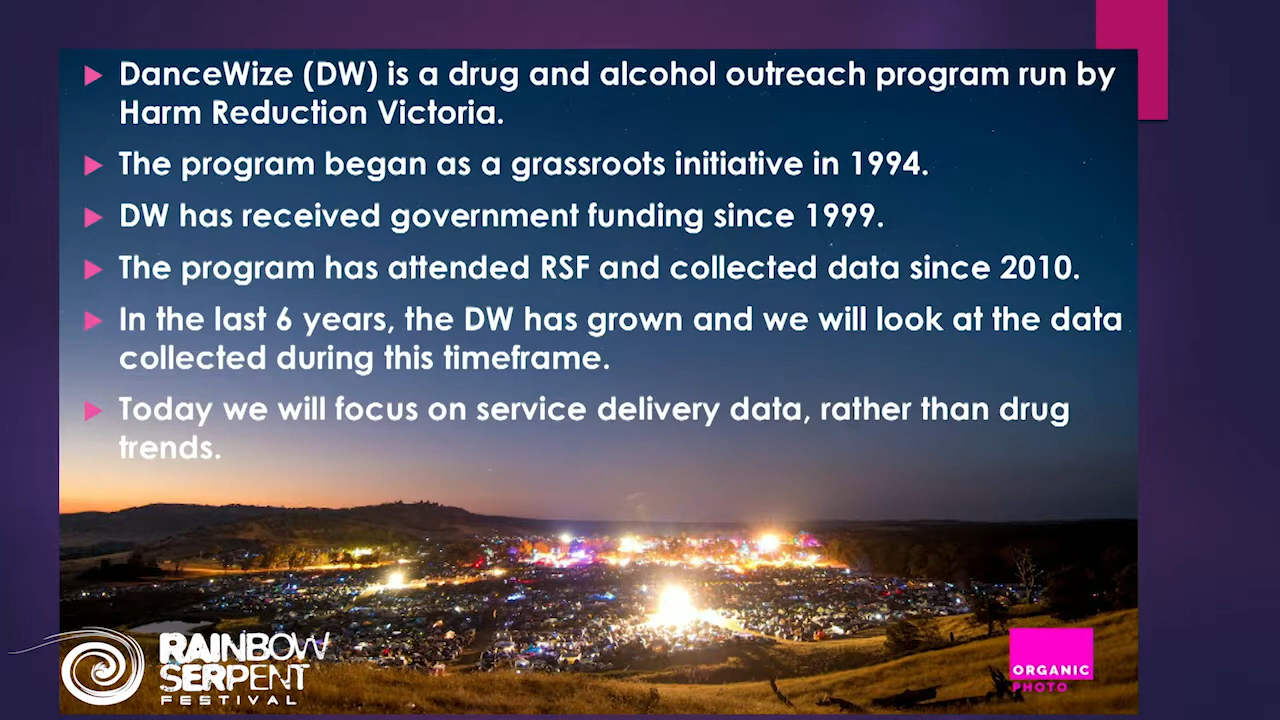 DanceWize (DW) is a drug and alcohol outreach program run by
Harm Reduction Victoria.
The program began as a grassroots initiative in 1994.
DW has received government funding since 1999.
The program has attended RSF and collected data since 2010.
In the last 6 years, the DW has grown and we will look at the data
collected during this timeframe.
Today we will focus on service delivery data, rather than drug
trends.
RAINBOW
SERPENT
FESTIVAL
ORGANIC
PHOTO